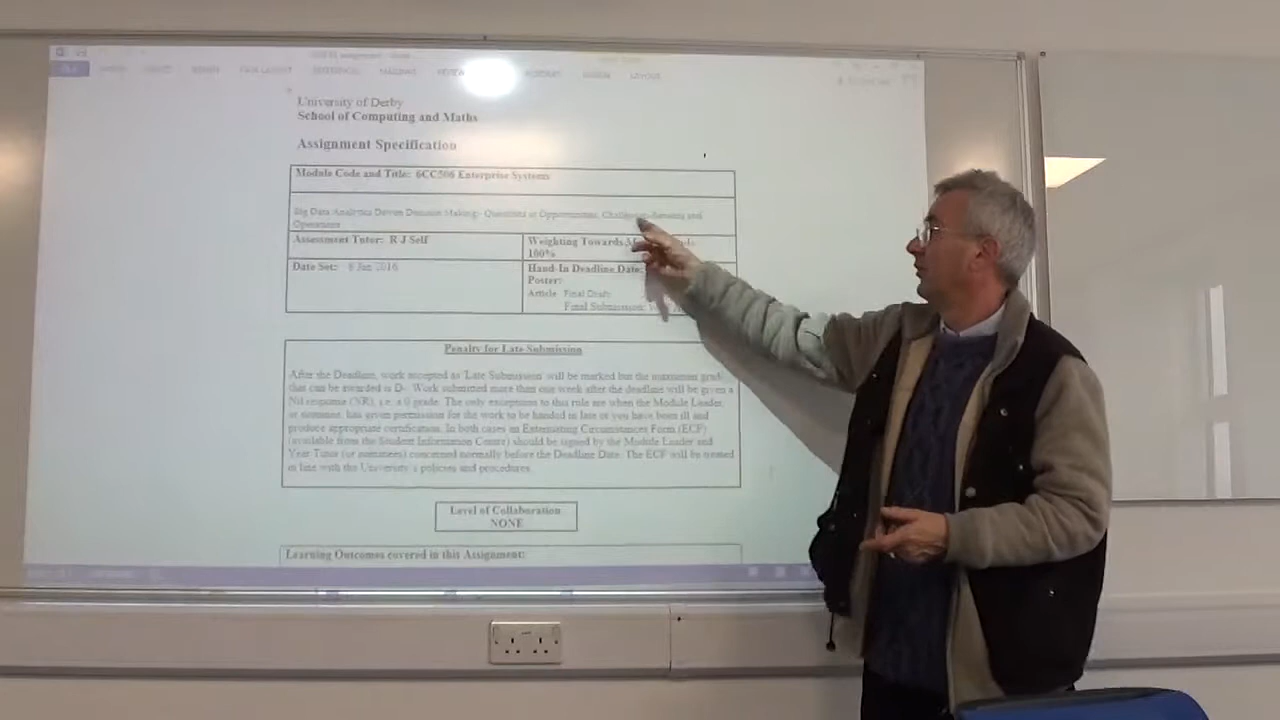 University of Derby
School of Computing and Maths
Assignment Specification
Module Code and Title: 6CC506 Enterprise Systems
Big Data Analytics Driven Decision Making- Questions of Opportunities, and
Operations
Assessment Tutor: R J Self
Weighting Towards
100%
Date Set: 6 Jan 2016
Hand-In Deadline Date:
Poster:
Article Final Draft:
Final Submission:
Penalty for Late Submission
After the Deadline, work accepted as 'Late Submission' will be marked but the maximum
that can be awarded is D-. Work submitted more than one week after the deadline will be given a
Nil response (NR), i.e. a 0 grade. The only exceptions to this rule are when the Module Leader,
or nominee, has given permission for the work to be handed in late or you have been ill and
produce appropriate certification. In both cases an Extenuating Circumstances Form (ECF)
(available from the Student Information Centre) should be signed by the Module Leader and
Year Tutor (or nominees) concerned normally before the Deadline Date. The ECF will be treated
in line with the University's policies and procedures.
Level of Collaboration
NONE
Learning Outcomes covered in this Assignment: